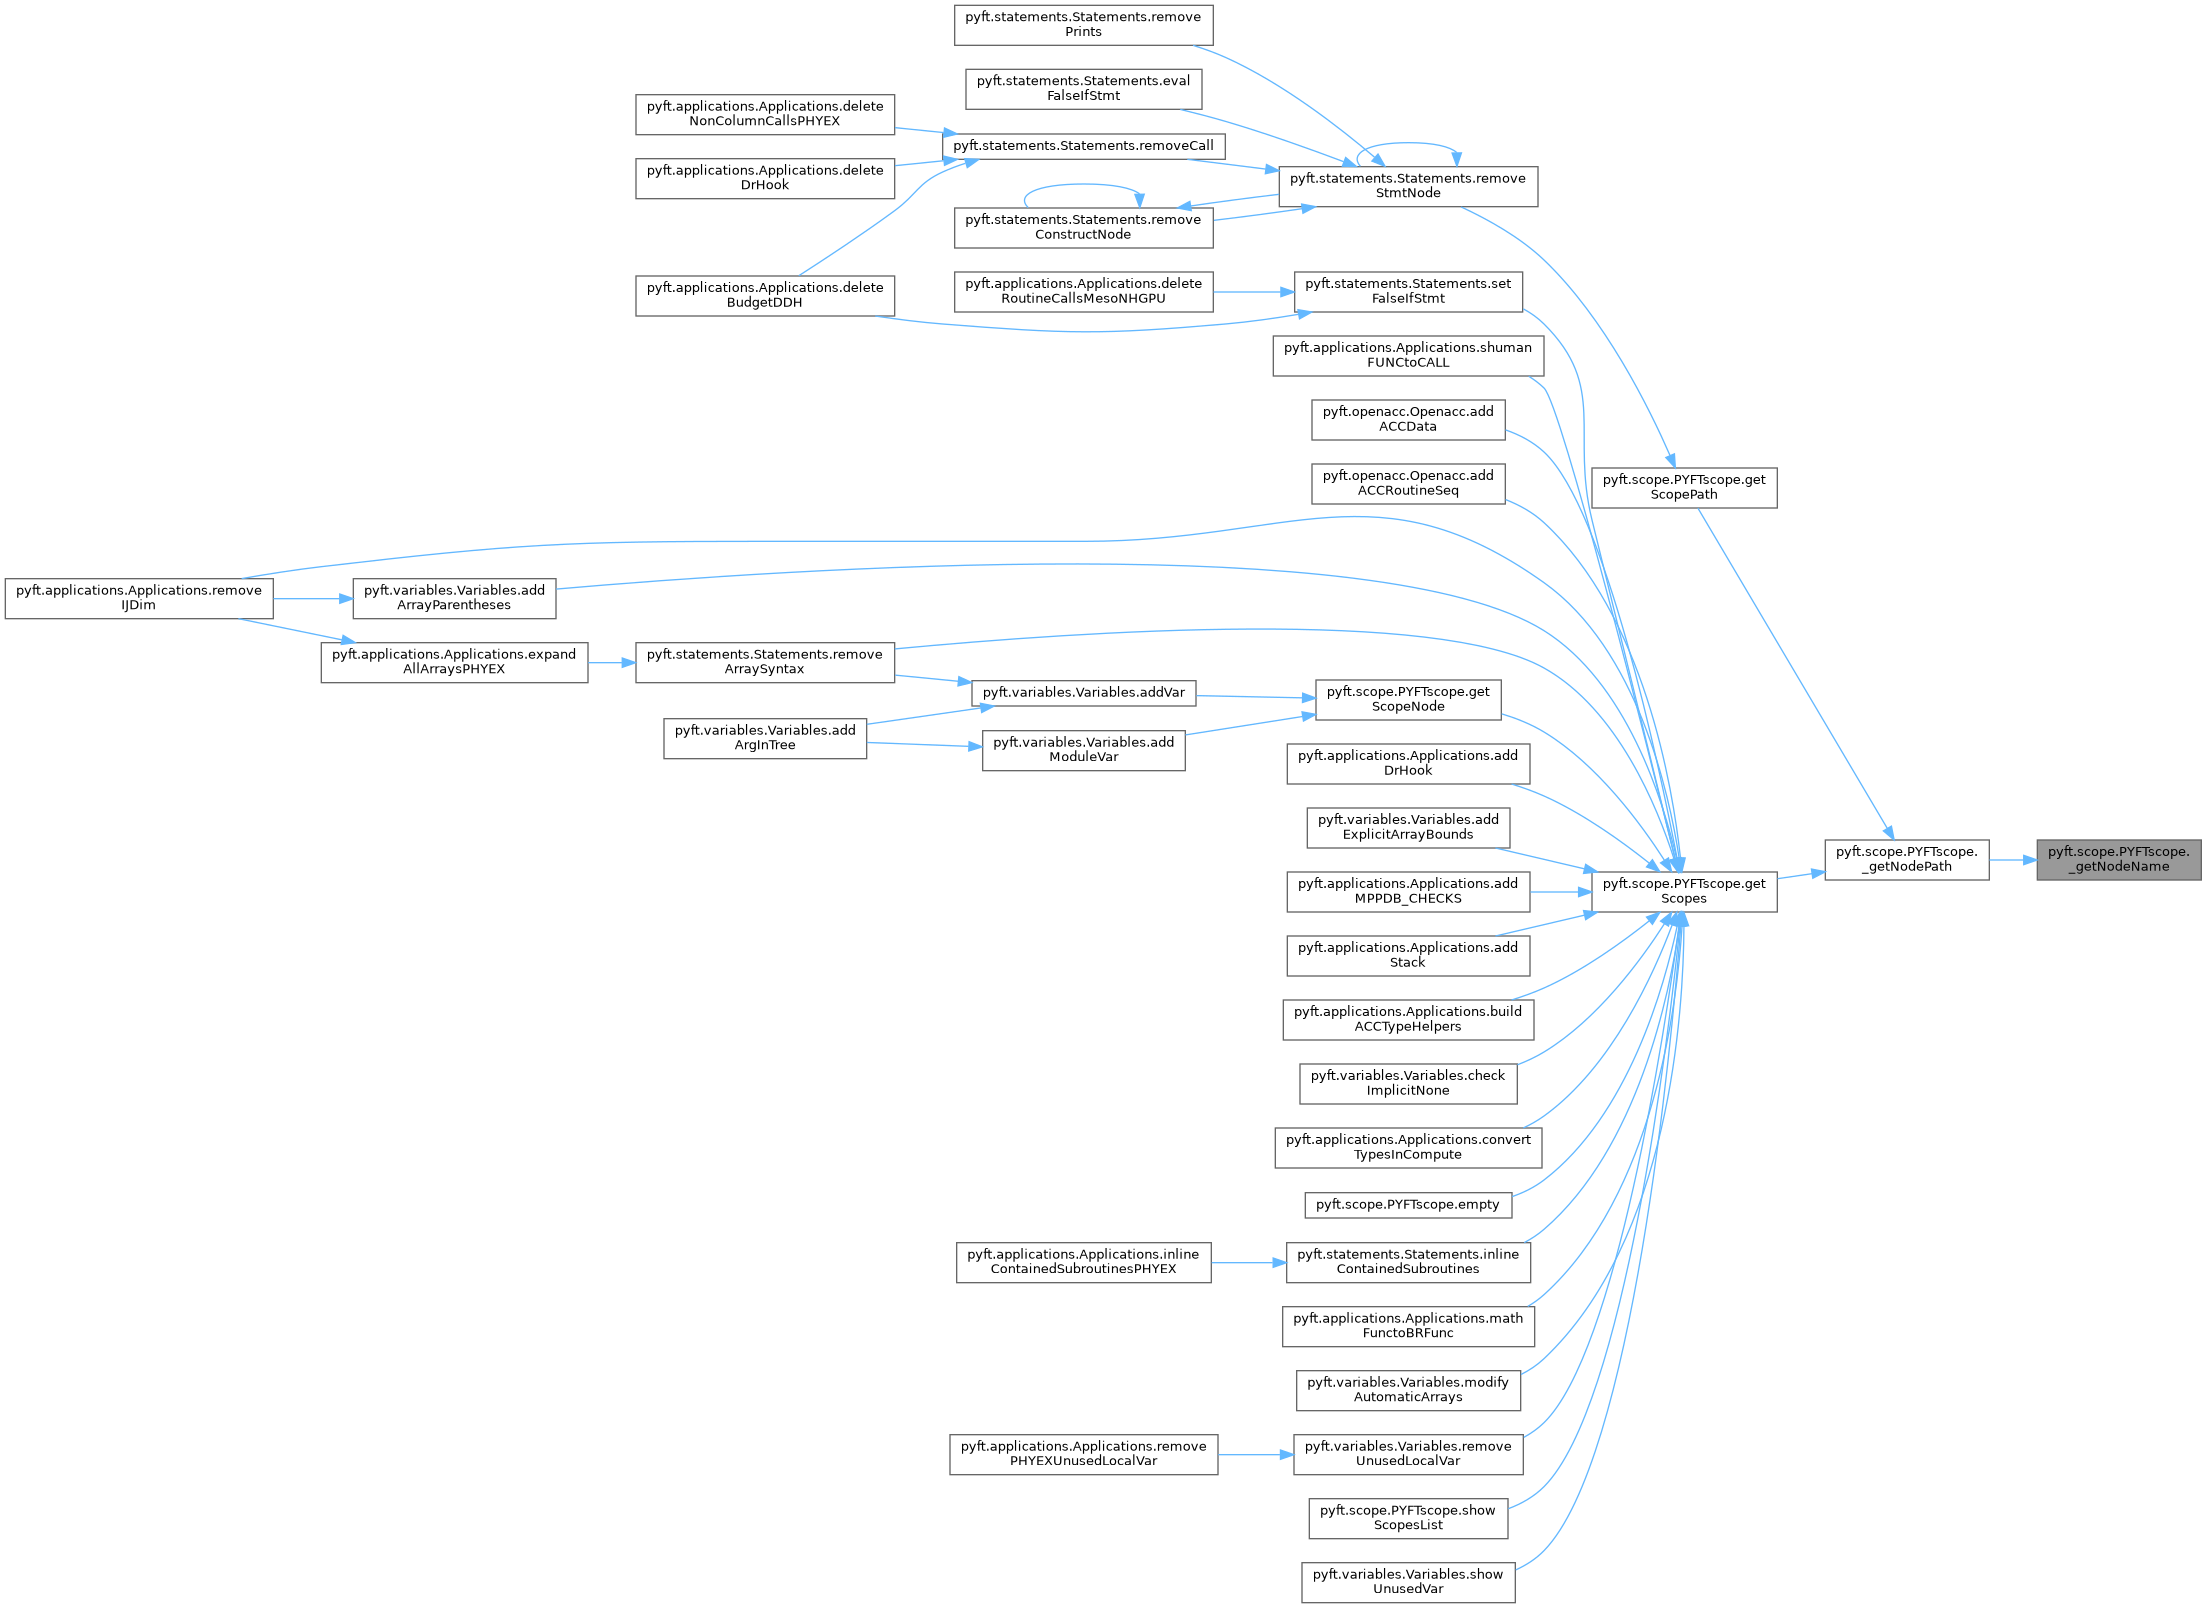 pyft.statements.Statements.remove
Prints
pyft.statements.Statements.eval
FalseIfStmt
pyft.applications.Applications.delete
NonColumnCallsPHYEX
pyft.statements.Statements.removeCall
pyft.applications.Applications.delete
DrHook
pyft.statements.Statements.remove
StmtNode
pyft.statements.Statements.remove
ConstructNode
pyft.applications.Applications.delete
BudgetDDH
pyft.applications.Applications.delete
RoutineCallsMesoNHGPU
pyft.statements.Statements.set
FalseIfStmt
pyft.applications.Applications.shuman
FUNCtoCALL
pyft.openacc.Openacc.add
ACCData
pyft.openacc.Openacc.add
ACCRoutineSeq
pyft.scope.PYFTscope.get
ScopePath
pyft.applications.Applications.remove
IJDim
pyft.variables.Variables.add
ArrayParentheses
pyft.applications.Applications.expand
AllArraysPHYEX
pyft.statements.Statements.remove
ArraySyntax
pyft.variables.Variables.addVar
pyft.scope.PYFTscope.get
ScopeNode
pyft.variables.Variables.add
ArgInTree
pyft.variables.Variables.add
ModuleVar
pyft.applications.Applications.add
DrHook
pyft.variables.Variables.add
ExplicitArrayBounds
pyft.scope.PYFTscope.
_getNodePath
pyft.scope.PYFTscope.
_getNodeName
pyft.applications.Applications.add
MPPDB_CHECKS
pyft.scope.PYFTscope.get
Scopes
pyft.applications.Applications.add
Stack
pyft.applications.Applications.build
ACCTypeHelpers
pyft.variables.Variables.check
ImplicitNone
pyft.applications.Applications.convert
TypesInCompute
pyft.scope.PYFTscope.empty
pyft.applications.Applications.inline
ContainedSubroutinesPHYEX
pyft.statements.Statements.inline
ContainedSubroutines
pyft.applications.Applications.math
FunctoBRFunc
pyft.variables.Variables.modify
AutomaticArrays
pyft.applications.Applications.remove
PHYEXUnusedLocalVar
pyft.variables.Variables.remove
UnusedLocalVar
pyft.scope.PYFTscope.show
ScopesList
pyft.variables.Variables.show
UnusedVar